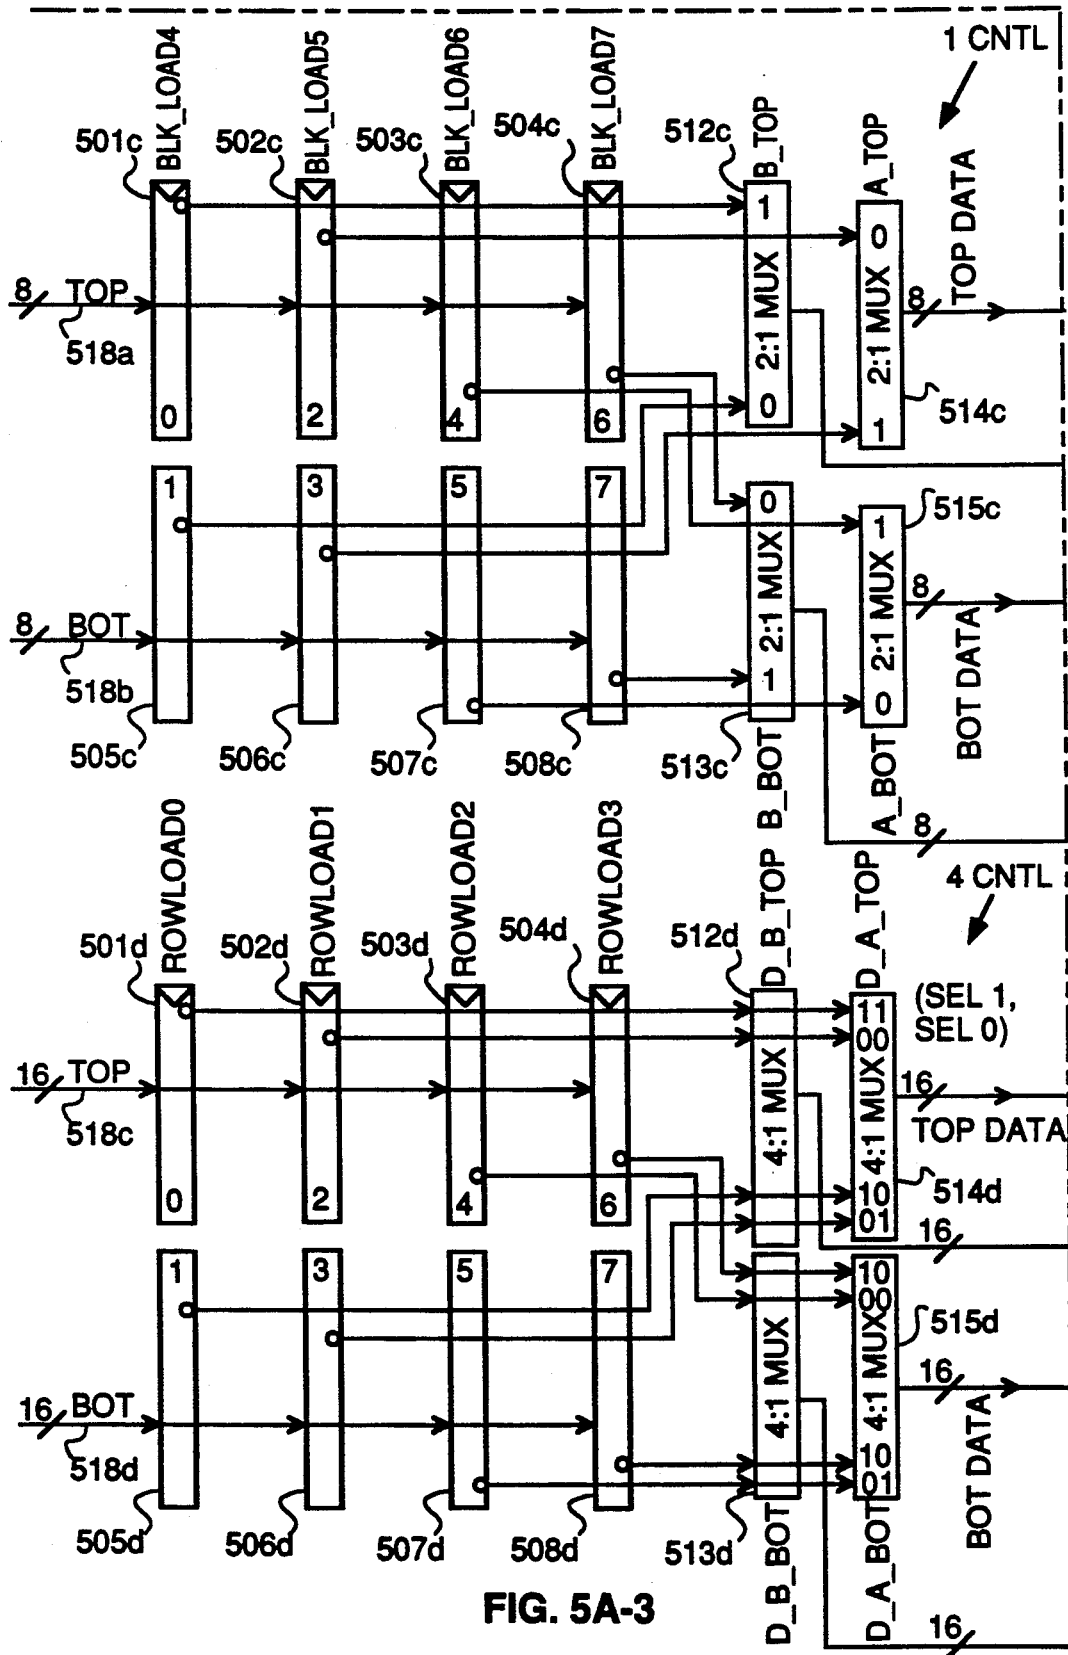 BLK_LOAD4
BLK_LOAD5
BLK_LOAD6
BLK_LOAD7
1 CNTL
501c
502c
503c
504c
512c
B_TOP
A_TOP
TOP DATA
1
0
8
TOP
518a
2:1 MUX
2:1 MUX
8
514c
0
2
4
6
0
1
1
3
5
7
0
1
515c
8
BOT
518b
2:1 MUX
2:1 MUX
8
BOT DATA
1
0
505c
506c
507c
508c
513c
B_BOT
A_BOT
8
ROWLOAD0
ROWLOAD1
ROWLOAD2
ROWLOAD3
D_B_TOP
D_A_TOP
4 CNTL
501d
502d
503d
504d
512d
(SEL 1,
SEL 0)
11
00
16
TOP
518c
4:1 MUX
4:1 MUX
16
TOP DATA
514d
0
2
4
6
10
01
16
1
3
5
7
10
00
515d
16
BOT
518d
4:1 MUX
4:1 MUX
16
BOT DATA
10
01
505d
506d
507d
508d
513d
D_B_BOT
D_A_BOT
16
FIG. 5A-3